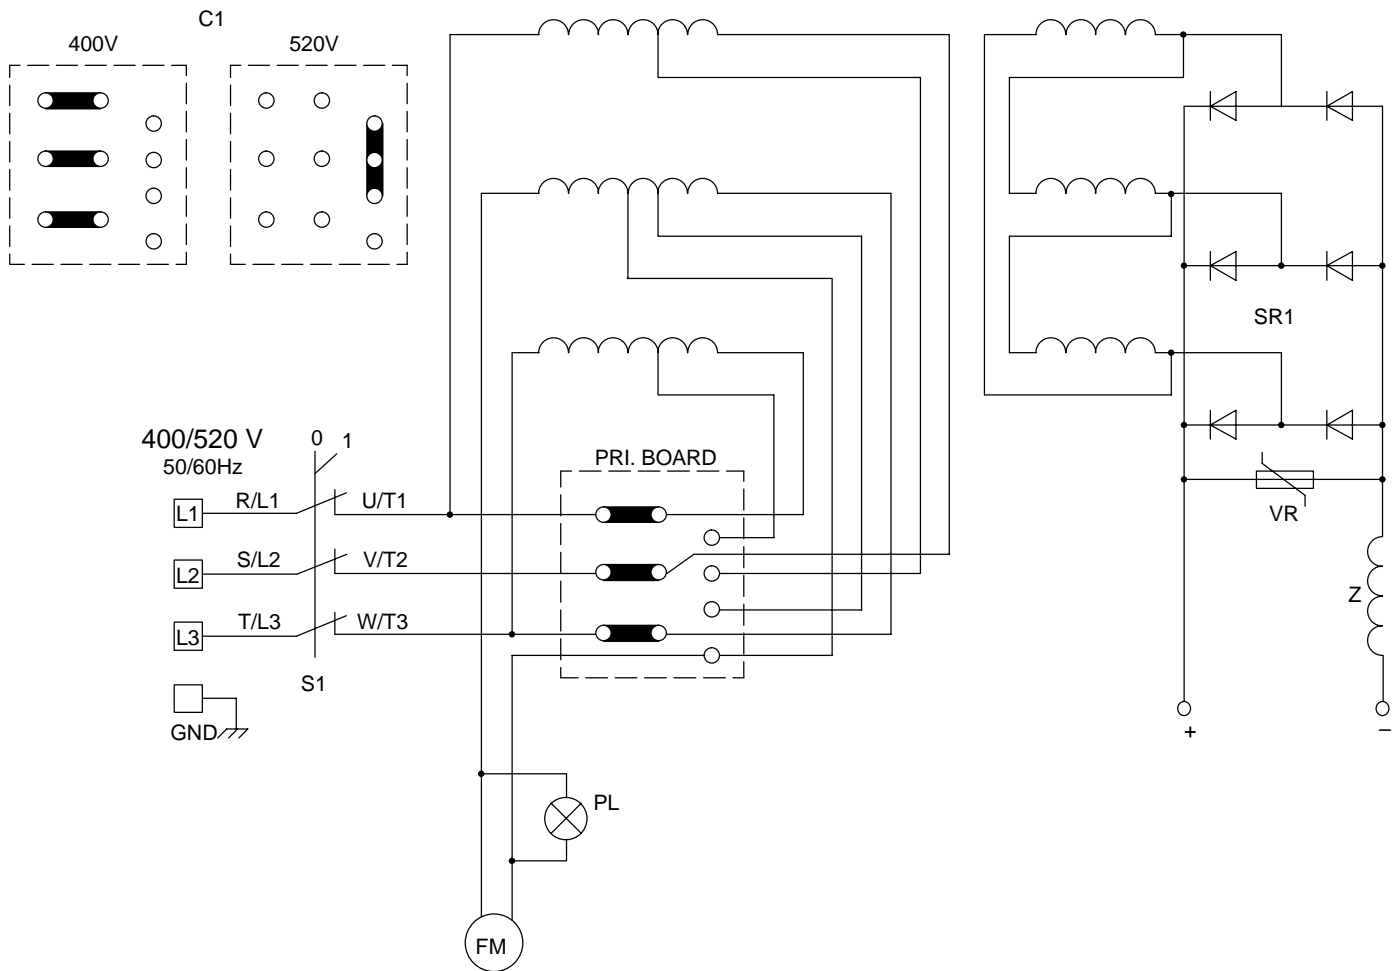 C1
400V
520V
SR1
400/520 V
50/60Hz
0
1
PRI. BOARD
L1
R/L1
U/T1
VR
L2
S/L2
V/T2
Z
L3
T/L3
W/T3
S1
GND
+
–
PL
FM